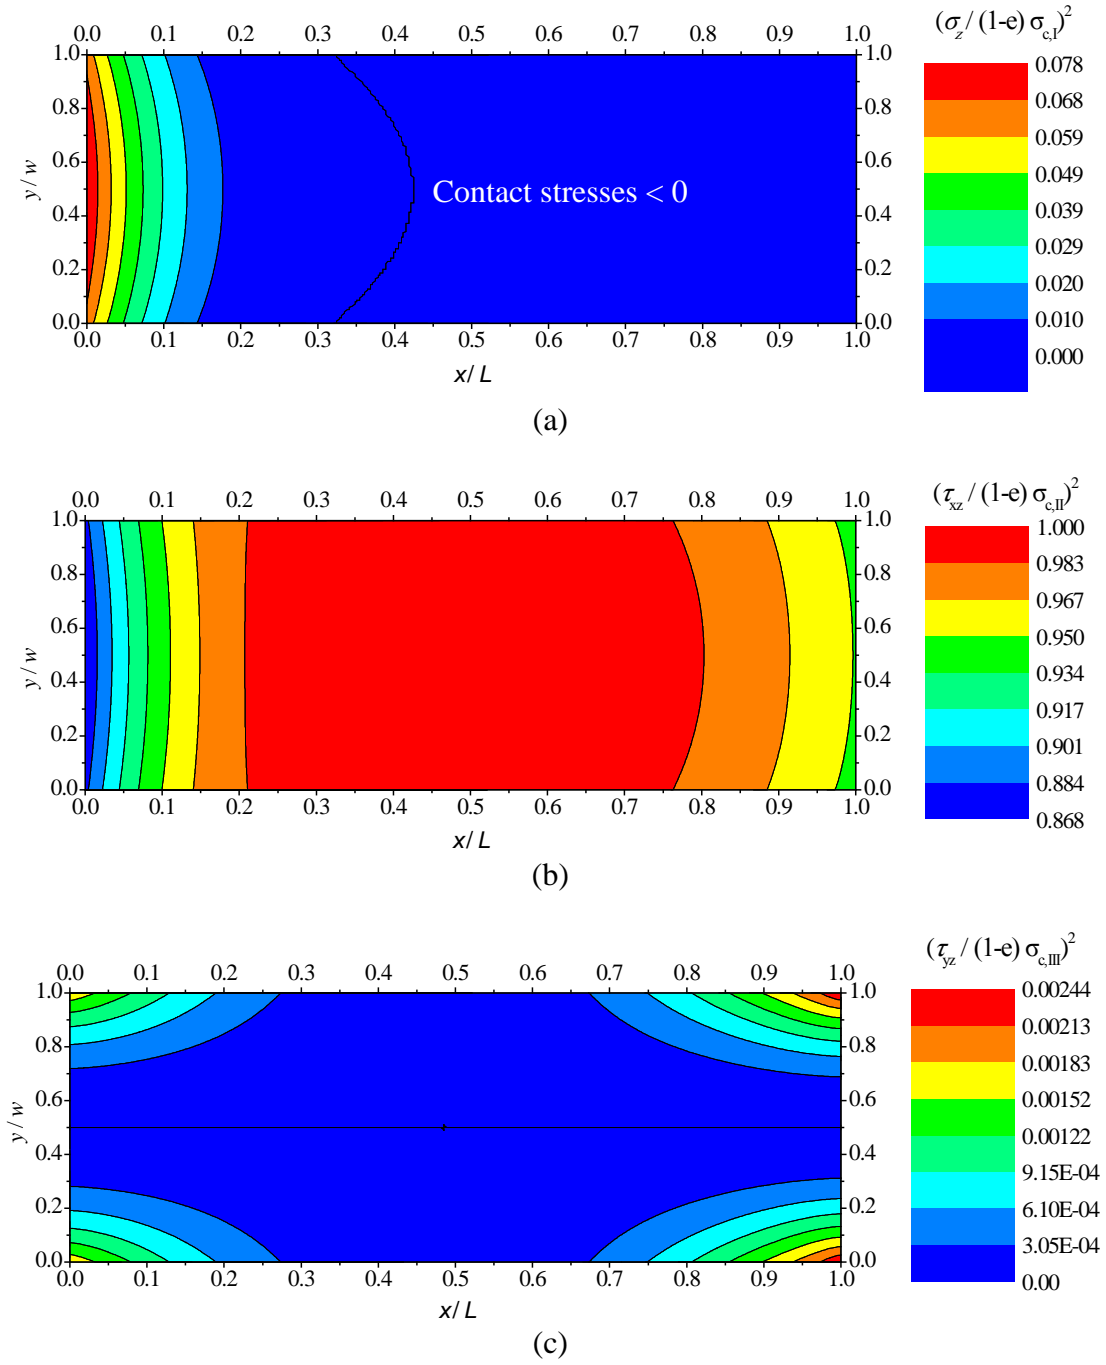 (σz / (1-e) σc,I)²
0.0 0.1 0.2 0.3 0.4 0.5 0.6 0.7 0.8 0.9 1.0
1.0 1.0
0.8 0.8
0.6 0.6
0.4 0.4
0.2 0.2
0.0 0.0
y/w
Contact stresses < 0
0.0 0.1 0.2 0.3 0.4 0.5 0.6 0.7 0.8 0.9 1.0
x/L
0.078
0.068
0.059
0.049
0.039
0.029
0.020
0.010
0.000
(a)
(τxz / (1-e) σc,II)²
0.0 0.1 0.2 0.3 0.4 0.5 0.6 0.7 0.8 0.9 1.0
1.0 1.0
0.8 0.8
0.6 0.6
0.4 0.4
0.2 0.2
0.0 0.0
y/w
0.0 0.1 0.2 0.3 0.4 0.5 0.6 0.7 0.8 0.9 1.0
x/L
1.000
0.983
0.967
0.950
0.934
0.917
0.901
0.884
0.868
(b)
(τyz / (1-e) σc,III)²
0.0 0.1 0.2 0.3 0.4 0.5 0.6 0.7 0.8 0.9 1.0
1.0 1.0
0.8 0.8
0.6 0.6
0.4 0.4
0.2 0.2
0.0 0.0
y/w
0.0 0.1 0.2 0.3 0.4 0.5 0.6 0.7 0.8 0.9 1.0
x/L
0.00244
0.00213
0.00183
0.00152
0.00122
9.15E-04
6.10E-04
3.05E-04
0.00
(c)